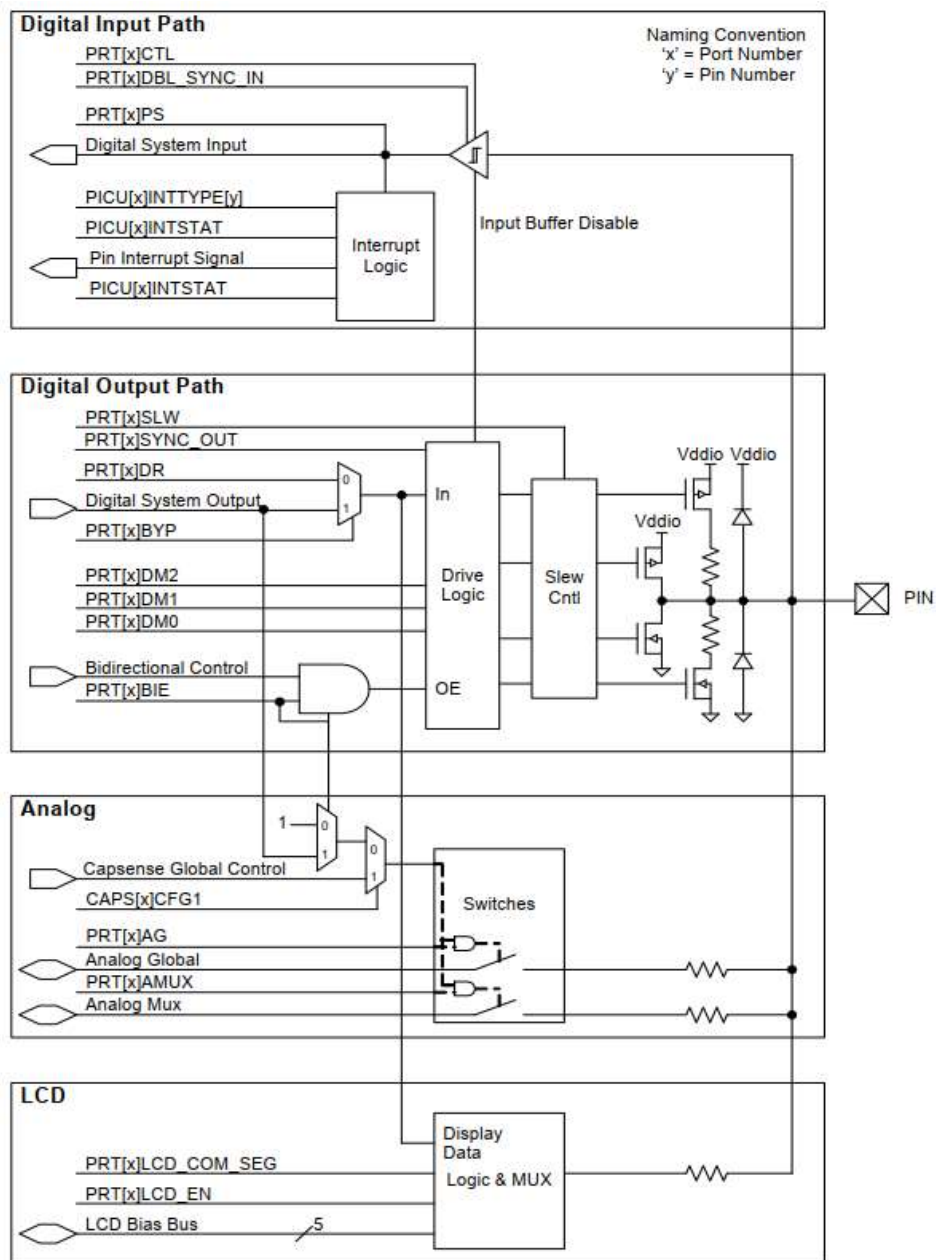 Digital Input Path
Naming Convention
'x' = Port Number
'y' = Pin Number
PRT[x]CTL
PRT[x]DBL_SYNC_IN
PRT[x]PS
Digital System Input
PICU[x]INTTYPE[y]
PICU[x]INTSTAT
Pin Interrupt Signal
PICU[x]INTSTAT
Interrupt
Logic
Input Buffer Disable
Digital Output Path
PRT[x]SLW
PRT[x]SYNC_OUT
PRT[x]DR
Digital System Output
PRT[x]BYP
0
1
PRT[x]DM2
PRT[x]DM1
PRT[x]DM0
Bidirectional Control
PRT[x]BIE
In
Drive
Logic
OE
Slew
Cntl
Vddio
Vddio
Vddio
PIN
Analog
1
0
1
0
1
Capsense Global Control
CAPS[x]CFG1
Switches
PRT[x]AG
Analog Global
PRT[x]AMUX
Analog Mux
LCD
Display
Data
Logic & MUX
PRT[x]LCD_COM_SEG
PRT[x]LCD_EN
LCD Bias Bus
5